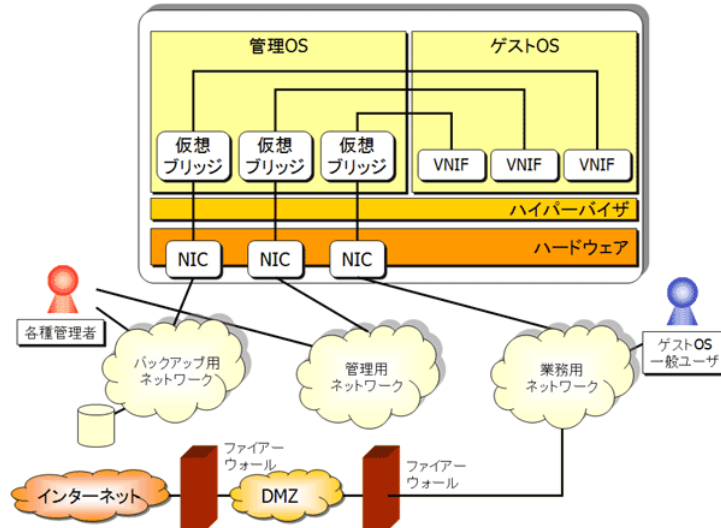 管理OS
ゲストOS
仮想
ブリッジ
仮想
ブリッジ
仮想
ブリッジ
VNIF
VNIF
VNIF
ハイパーバイザ
ハードウェア
NIC
NIC
NIC
各種管理者
バックアップ用
ネットワーク
管理用
ネットワーク
業務用
ネットワーク
ゲストOS
一般ユーザ
ファイアー
ウォール
ファイアー
ウォール
インターネット
DMZ